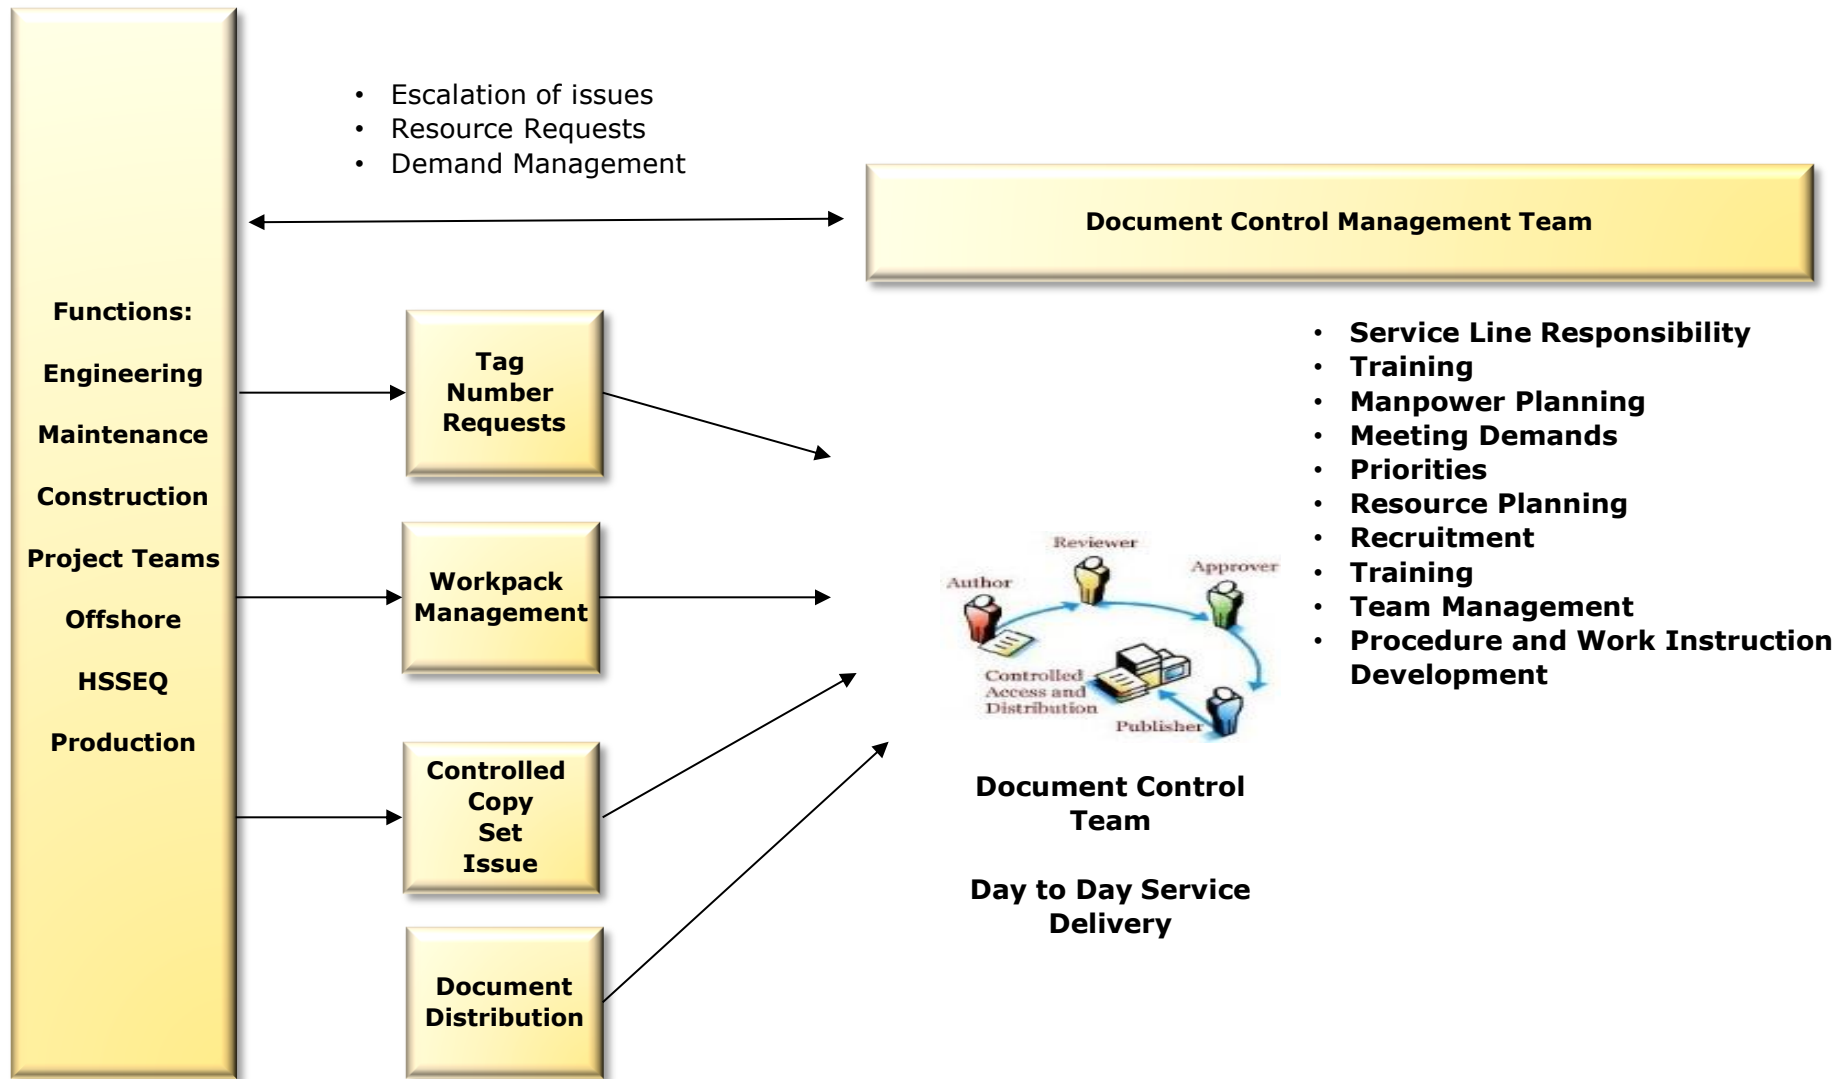 Functions:
Engineering
Maintenance
Construction
Project Teams
Offshore
HSSEQ
Production
• Escalation of issues
• Resource Requests
• Demand Management
Document Control Management Team
Tag
Number
Requests
Workpack
Management
Controlled
Copy
Set
Issue
Document
Distribution
Reviewer
Author
Approver
Controlled
Access and
Distribution
Publisher
Document Control
Team
Day to Day Service
Delivery
• Service Line Responsibility
• Training
• Manpower Planning
• Meeting Demands
• Priorities
• Resource Planning
• Recruitment
• Training
• Team Management
• Procedure and Work Instruction
Development